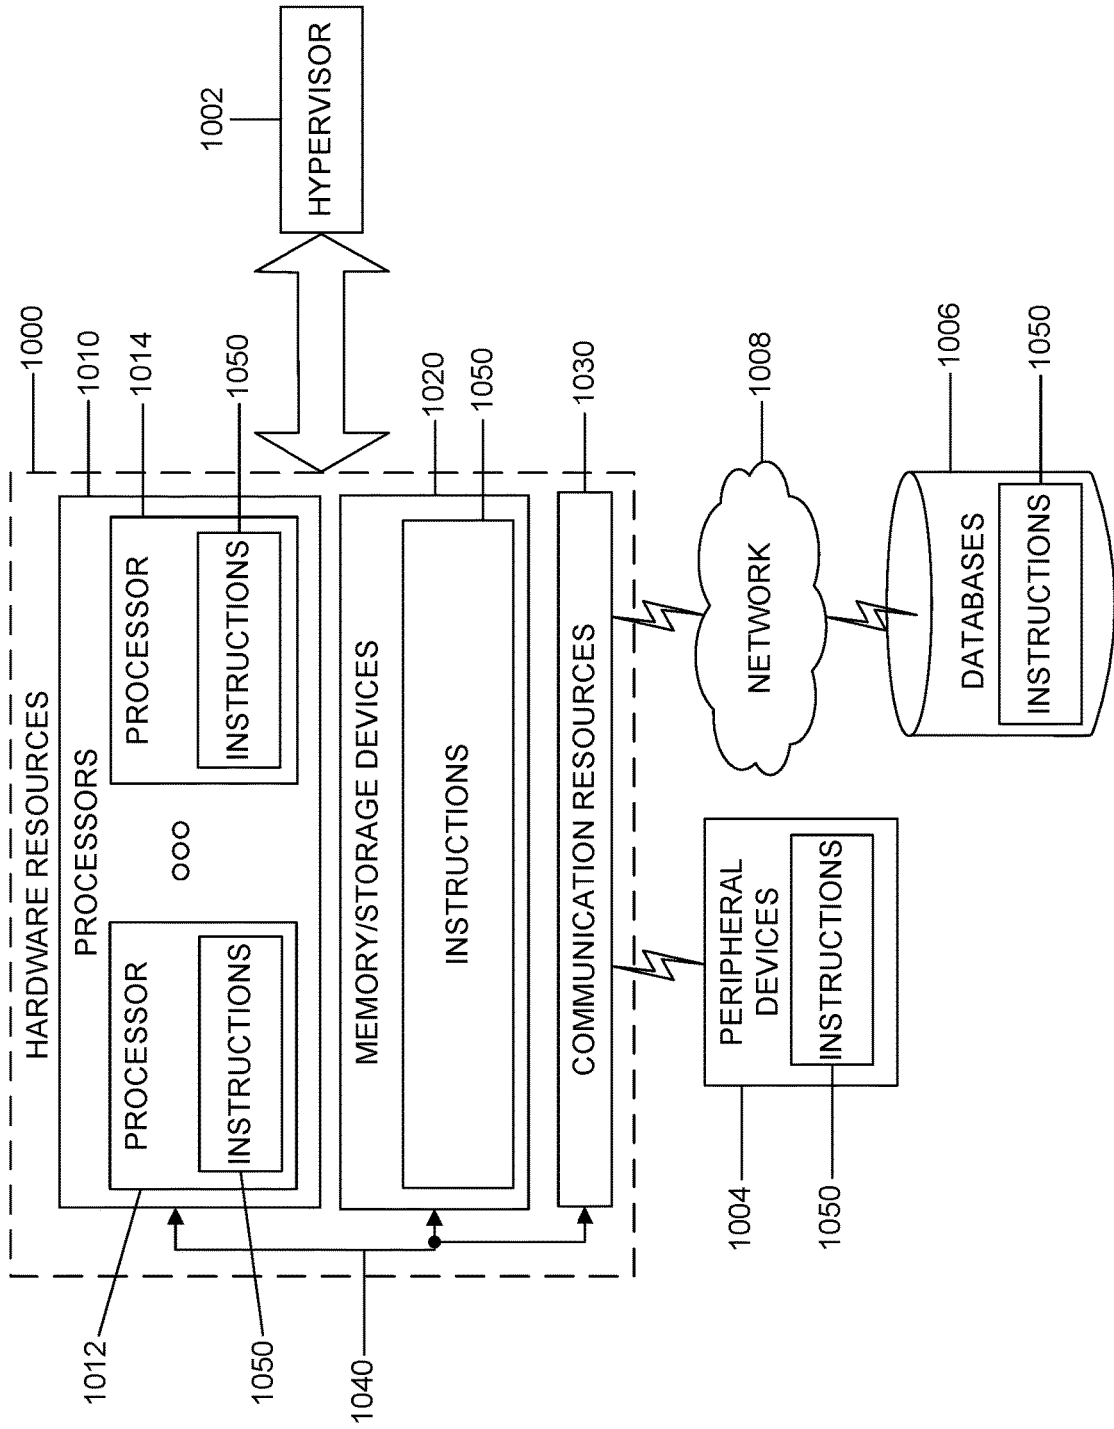 1002
HYPERVISOR
1000
1010
1014
1050
1020
1050
1030
1008
1006
1050
HARDWARE RESOURCES
PROCESSORS
PROCESSOR
INSTRUCTIONS
PROCESSOR
INSTRUCTIONS
MEMORY/STORAGE DEVICES
INSTRUCTIONS
COMMUNICATION RESOURCES
NETWORK
DATABASES
INSTRUCTIONS
PERIPHERAL
DEVICES
INSTRUCTIONS
1012
1050
1040
1004
1050